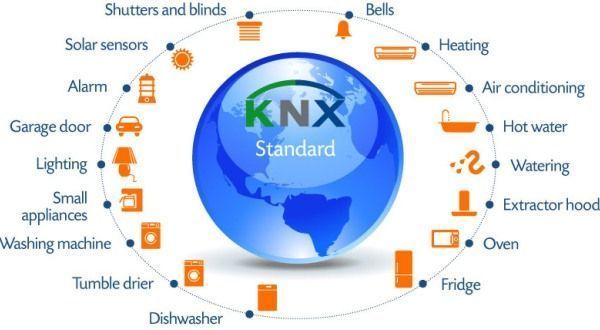 Shutters and blinds
Bells
Solar sensors
Heating
Alarm
Air conditioning
KNX
Standard
Garage door
Hot water
Lighting
Watering
Small
appliances
Extractor hood
Washing machine
Oven
Tumble drier
Fridge
Dishwasher